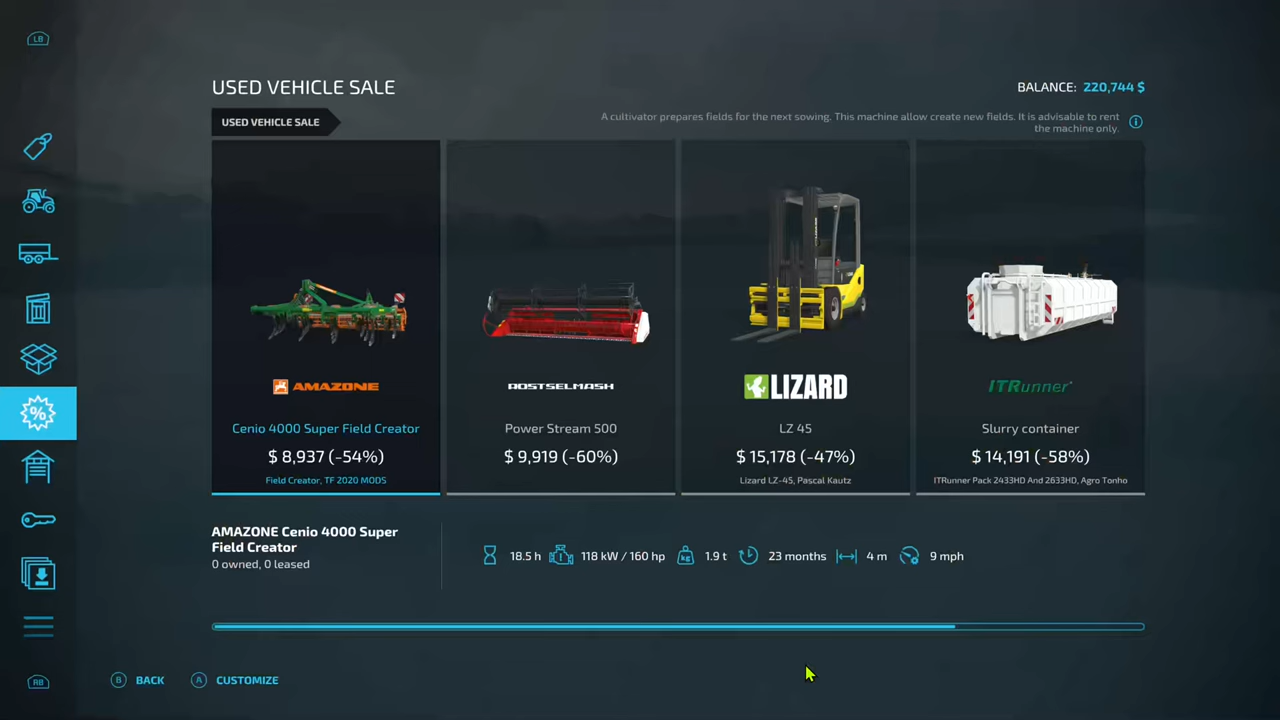 LB
USED VEHICLE SALE
BALANCE: 220,744 $
USED VEHICLE SALE
A cultivator prepares fields for the next sowing. This machine allow create new fields. It is advisable to rent
the machine only.
AMAZONE
Cenio 4000 Super Field Creator
$ 8,937 (-54%)
Field Creator, TF 2020 MODS
ROSTSELMASH
Power Stream 500
$ 9,919 (-60%)
LIZARD
LZ 45
$ 15,178 (-47%)
Lizard LZ-45, Pascal Kautz
ITRunner
Slurry container
$ 14,191 (-58%)
ITRunner Pack 2433HD And 2633HD, Agro Tonho
AMAZONE Cenio 4000 Super
Field Creator
0 owned, 0 leased
18.5 h 118 kW / 160 hp 1.9 t 23 months 4 m 9 mph
B BACK A CUSTOMIZE
RB